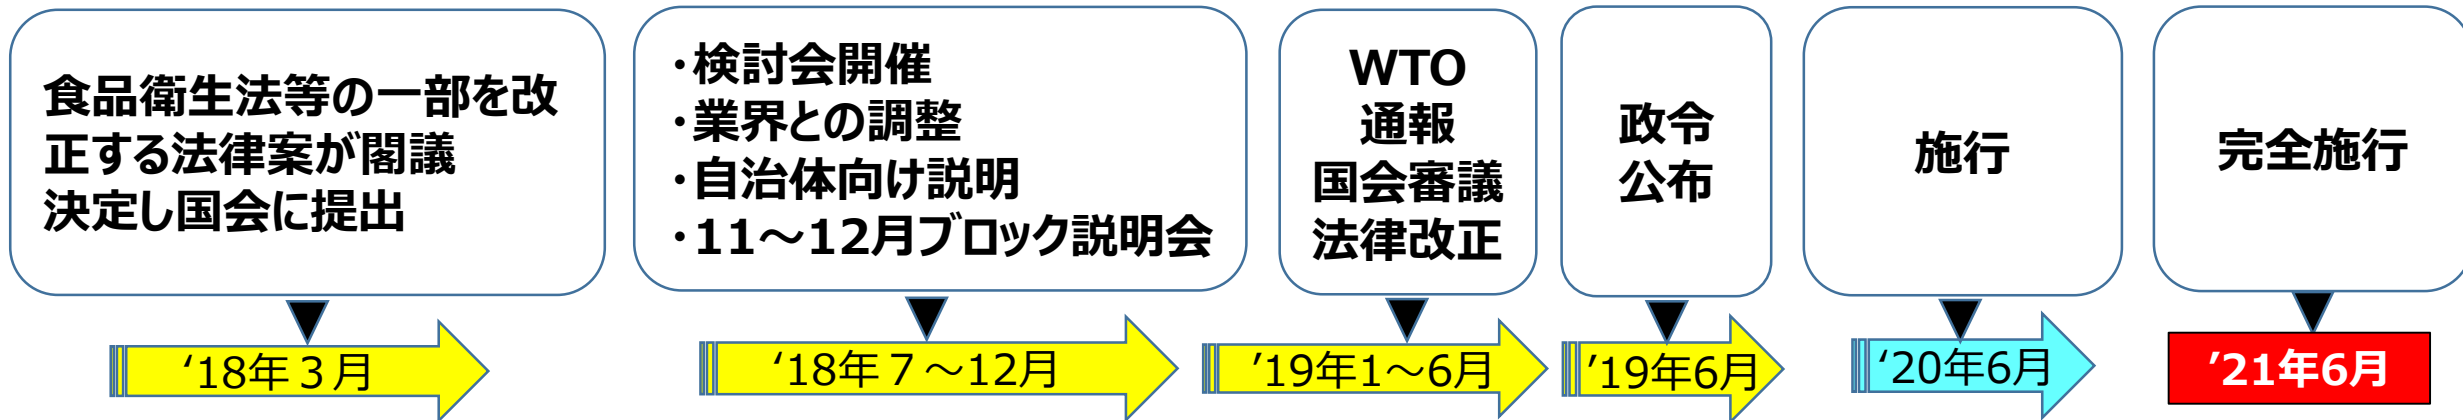 食品衛生法等の一部を改
正する法律案が閣議
決定し国会に提出
‘18年３月
・検討会開催
・業界との調整
・自治体向け説明
・11～12月ブロック説明会
‘18年７～12月
WTO
通報
国会審議
法律改正
’19年1～6月
政令
公布
’19年6月
施行
‘20年6月
完全施行
’21年6月